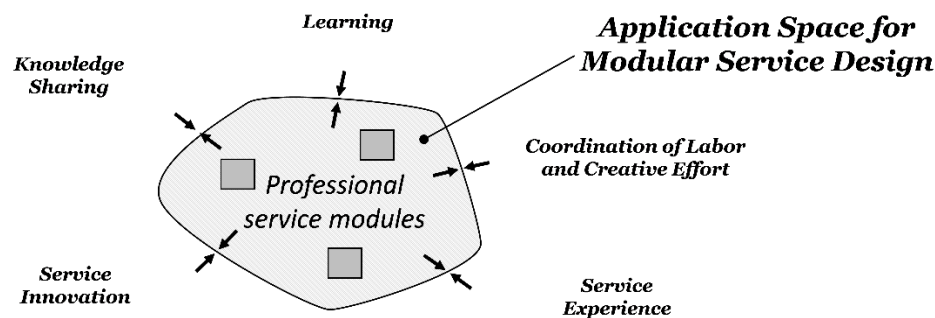 Learning
Application Space for
Modular Service Design
Knowledge
Sharing
Coordination of Labor
and Creative Effort
Professional
service modules
Service
Innovation
Service
Experience